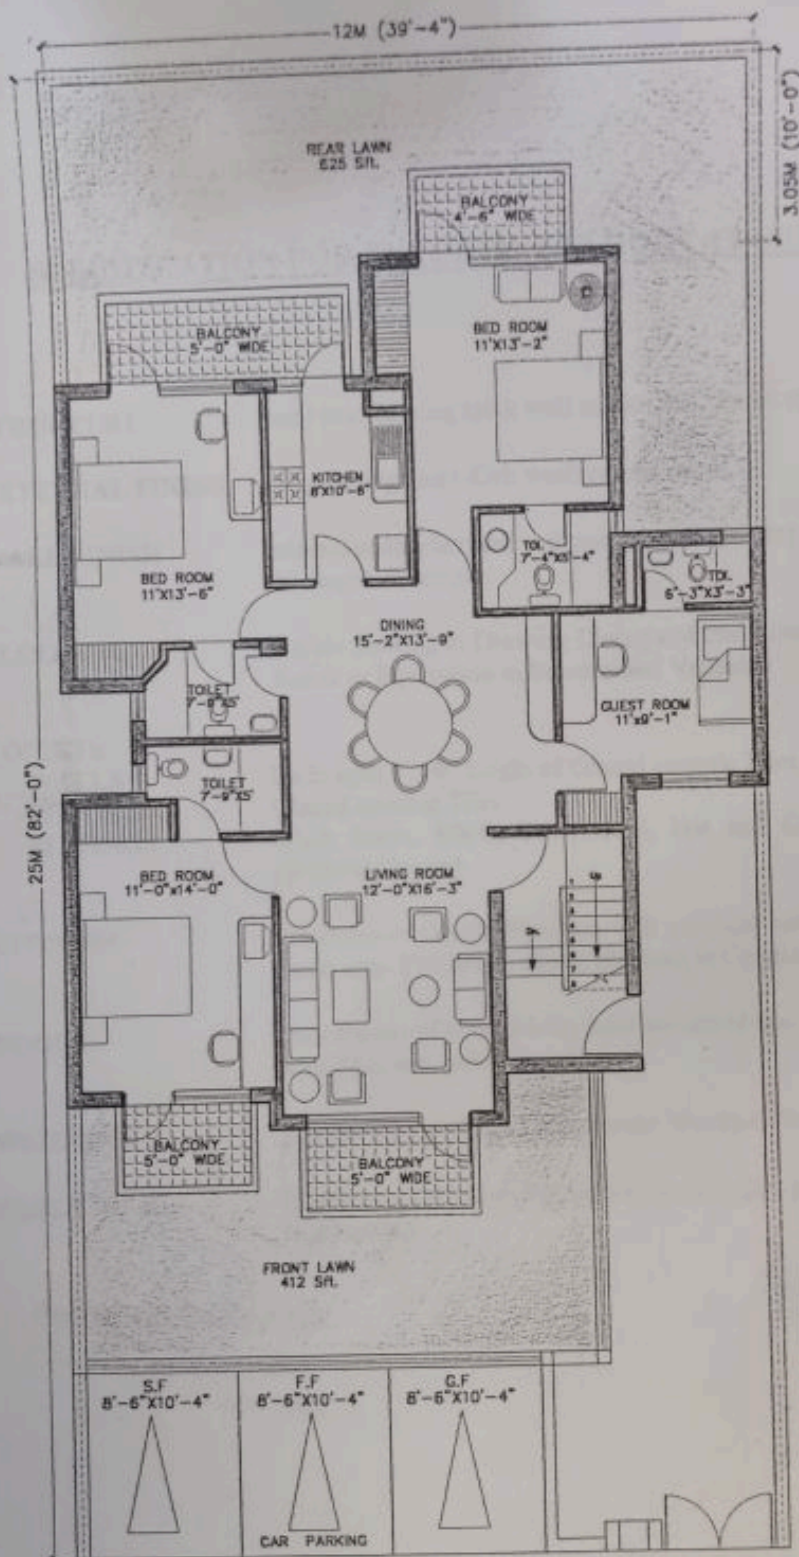 12M (39'-4")
3.05M (10'-0")
REAR LAWN
625 Sft.
BALCONY
4'-6" WIDE
BALCONY
5'-0" WIDE
BED ROOM
11'X13'-2"
KITCHEN
8'X10'-6"
BED ROOM
11'X13'-6"
TOI.
7'-4"X5'-4"
TOI.
6'-3"X3'-3"
DINING
15'-2"X13'-9"
TOILET
7'-9"X5'
GUEST ROOM
11'x9'-1"
TOILET
7'-9"X5'
25M (82'-0")
BED ROOM
11'-0"x14'-0"
LIVING ROOM
12'-0"X16'-3"
BALCONY
5'-0" WIDE
BALCONY
5'-0" WIDE
FRONT LAWN
412 Sft.
S.F
8'-6"X10'-4"
F.F
8'-6"X10'-4"
G.F
8'-6"X10'-4"
CAR PARKING